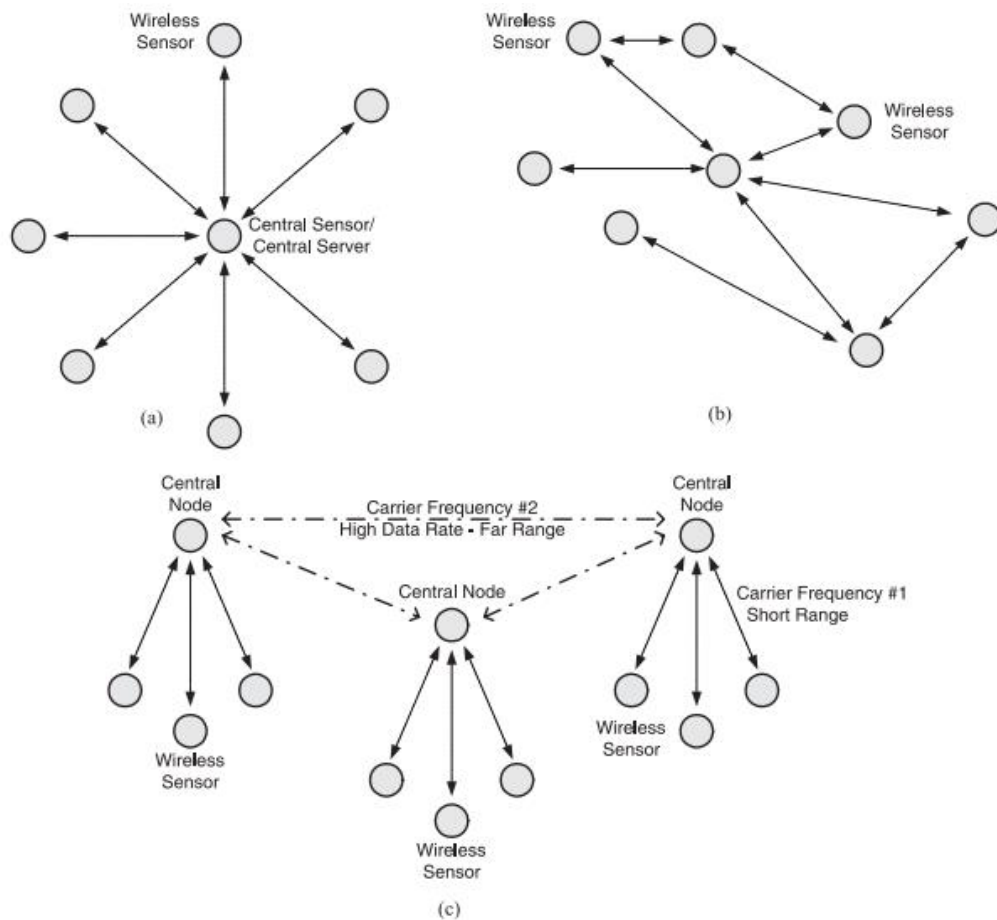 Wireless
Sensor
Central Sensor/
Central Server
(a)
Wireless
Sensor
Wireless
Sensor
(b)
Central
Node
Carrier Frequency #2
High Data Rate - Far Range
Central
Node
Central Node
Carrier Frequency #1
Short Range
Wireless
Sensor
Wireless
Sensor
Wireless
Sensor
(c)